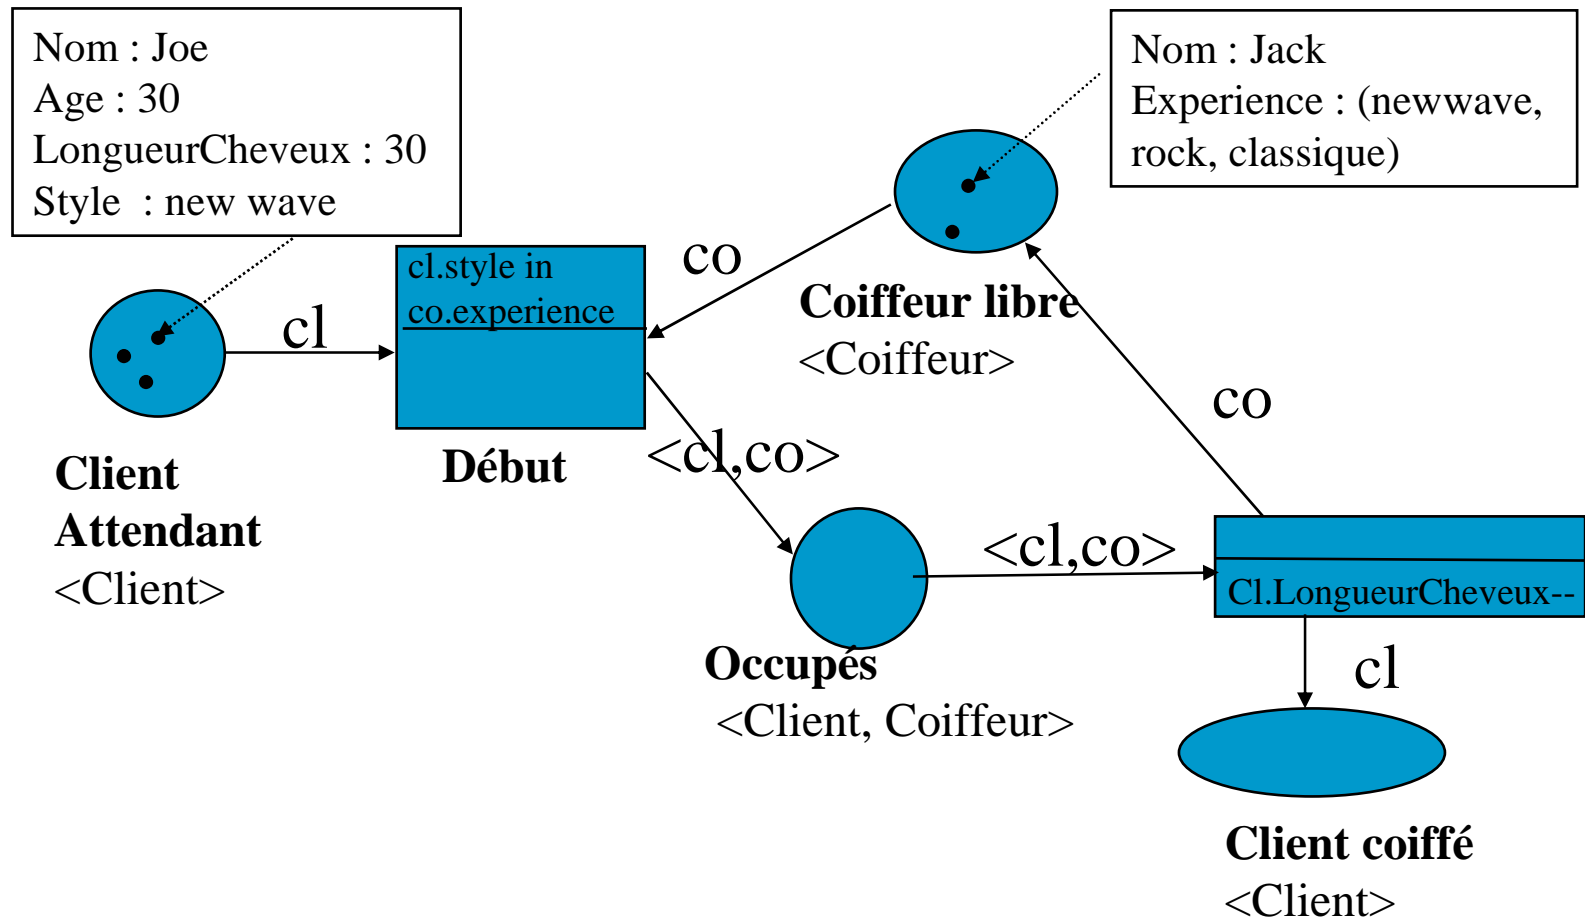 Nom : Joe
Age : 30
LongueurCheveux : 30
Style  : new wave
Nom : Jack
Experience : (newwave,
rock, classique)
cl.style in
co.experience
cl
co
Coiffeur libre
<Coiffeur>
co
Client
Attendant
<Client>
Début
<cl,co>
<cl,co>
Cl.LongueurCheveux--
Occupés
<Client, Coiffeur>
cl
Client coiffé
<Client>